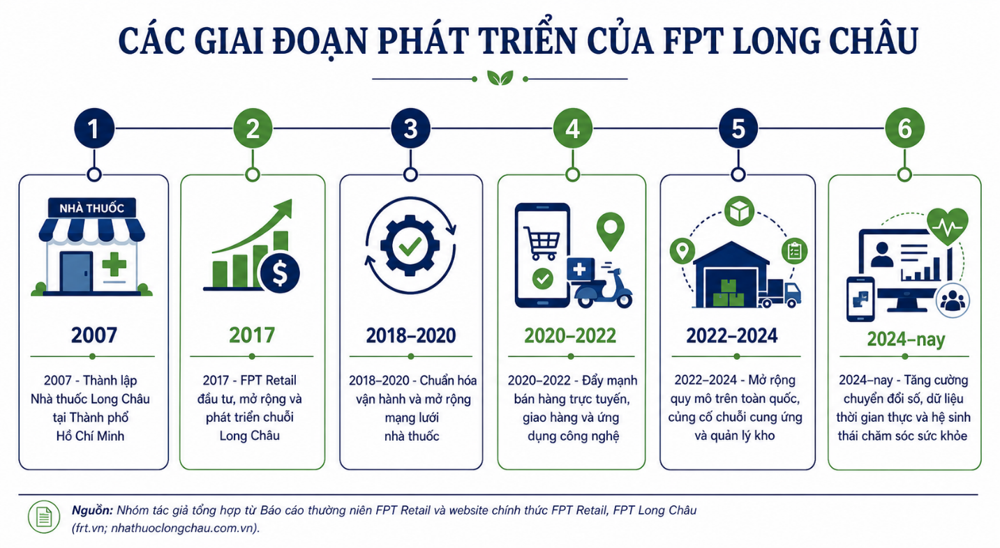 CÁC GIAI ĐOẠN PHÁT TRIỂN CỦA FPT LONG CHÂU
1
2
3
4
5
6
NHÀ THUỐC
$
2007
2007 - Thành lập
Nhà thuốc Long Châu
tại Thành phố
Hồ Chí Minh
2017
2017 - FPT Retail
đầu tư, mở rộng và
phát triển chuỗi
Long Châu
2018–2020
2018–2020 - Chuẩn hóa
vận hành và mở rộng
mạng lưới
nhà thuốc
2020–2022
2020–2022 - Đẩy mạnh
bán hàng trực tuyến,
giao hàng và ứng
dụng công nghệ
2022–2024
2022–2024 - Mở rộng
quy mô trên toàn quốc,
củng cố chuỗi cung ứng
và quản lý kho
2024–nay
2024–nay - Tăng cường
chuyển đổi số, dữ liệu
thời gian thực và hệ sinh
thái chăm sóc sức khỏe
Nguồn: Nhóm tác giả tổng hợp từ Báo cáo thường niên FPT Retail và website chính thức FPT Retail, FPT Long Châu
(frt.vn; nhathuoclongchau.com.vn).